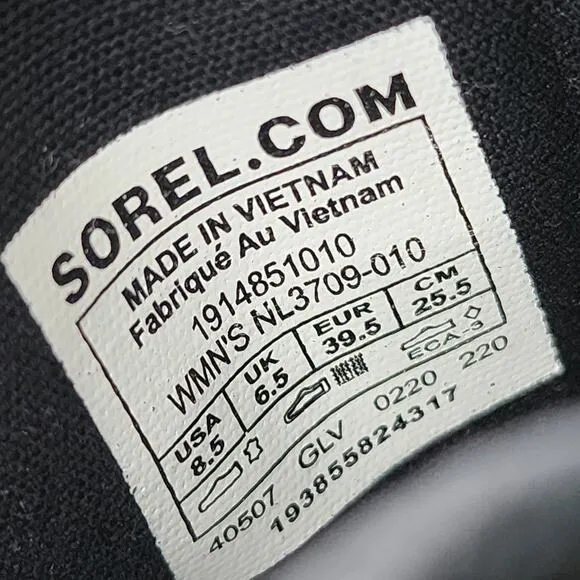 SOREL.COM
MADE IN VIETNAM
Fabriqué Au Vietnam
1914851010
WMN'S NL3709-010
USA UK EUR CM
8.5 6.5 39.5 25.5
ECA-3
40507 GLV 0220 220
193855824317